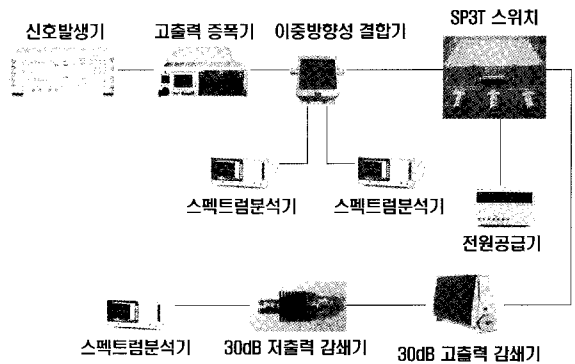 신호발생기
고출력 증폭기
이중방향성 결합기
SP3T 스위치
스펙트럼분석기
스펙트럼분석기
전원공급기
스펙트럼분석기
30dB 저출력 감쇄기
30dB 고출력 감쇄기